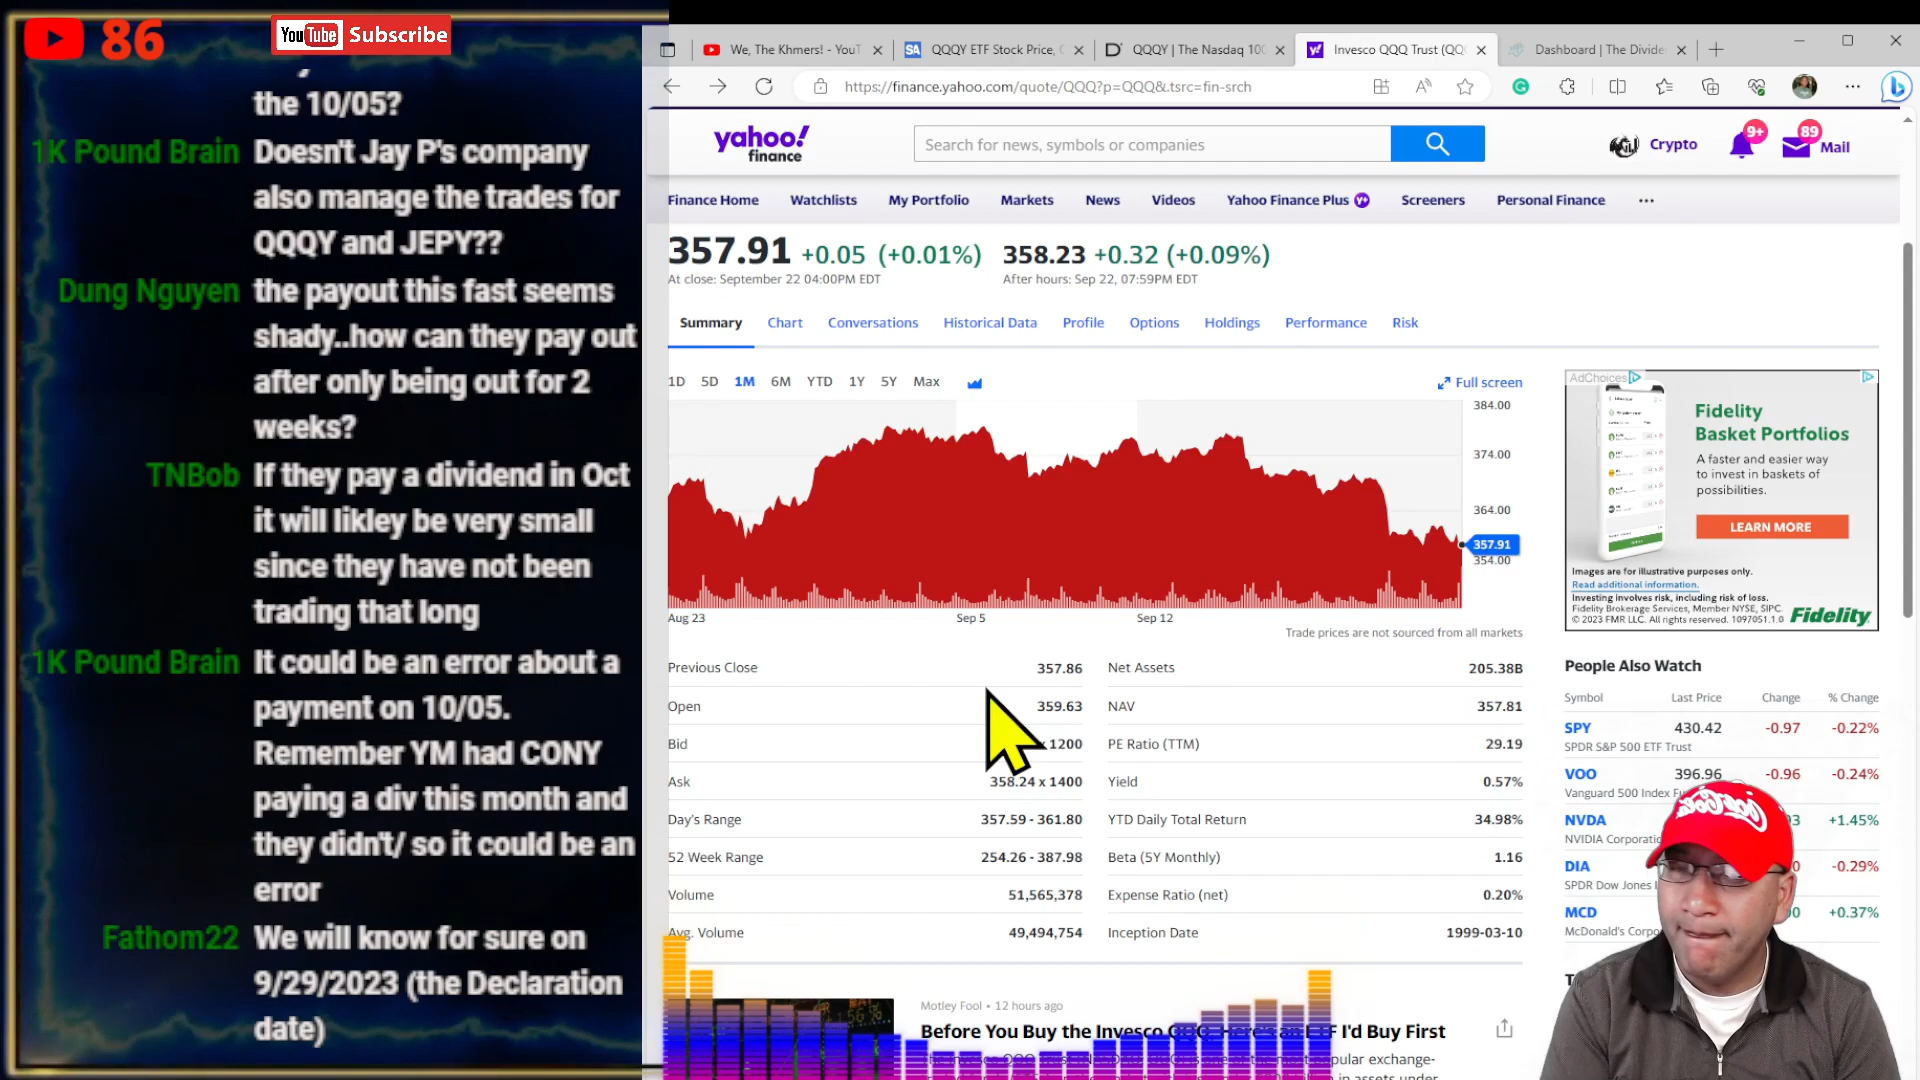 86
YouTube Subscribe
the 10/05?
1K Pound Brain Doesn't Jay P's company
also manage the trades for
QQQY and JEPY??
Dung Nguyen the payout this fast seems
shady..how can they pay out
after only being out for 2
weeks?
TNBob If they pay a dividend in Oct
it will likley be very small
since they have not been
trading that long
1K Pound Brain It could be an error about a
payment on 10/05.
Remember YM had CONY
paying a div this month and
they didn't/ so it could be an
error
Fathom22 We will know for sure on
9/29/2023 (the Declaration
date)
We, The Khmers! - YouT
SA QQQY ETF Stock Price,
QQQY | The Nasdaq 100
Invesco QQQ Trust (QQ
Dashboard | The Divide
https://finance.yahoo.com/quote/QQQ?p=QQQ&.tsrc=fin-srch
yahoo!
finance
Search for news, symbols or companies
Crypto
9+
89
Mail
Finance Home Watchlists My Portfolio Markets News Videos Yahoo Finance Plus Screeners Personal Finance ...
357.91 +0.05 (+0.01%) 358.23 +0.32 (+0.09%)
At close: September 22 04:00PM EDT After hours: Sep 22, 07:59PM EDT
Summary Chart Conversations Historical Data Profile Options Holdings Performance Risk
1D 5D 1M 6M YTD 1Y 5Y Max
Full screen
384.00
374.00
364.00
357.91
354.00
Aug 23 Sep 5 Sep 12
Trade prices are not sourced from all markets
Previous Close 357.86
Open 359.63
Bid 1200
Ask 358.24 x 1400
Day's Range 357.59 - 361.80
52 Week Range 254.26 - 387.98
Volume 51,565,378
Avg. Volume 49,494,754
Net Assets 205.38B
NAV 357.81
PE Ratio (TTM) 29.19
Yield 0.57%
YTD Daily Total Return 34.98%
Beta (5Y Monthly) 1.16
Expense Ratio (net) 0.20%
Inception Date 1999-03-10
Motley Fool • 12 hours ago
Before You Buy the Invesco QQQ, Here's an ETF I'd Buy First
AdChoices
Fidelity
Basket Portfolios
A faster and easier way
to invest in baskets of
possibilities.
LEARN MORE
Images are for illustrative purposes only.
Read additional information.
Investing involves risk, including risk of loss.
Fidelity Brokerage Services, Member NYSE, SIPC.
© 2023 FMR LLC. All rights reserved. 1097051.1.0
Fidelity
People Also Watch
Symbol Last Price Change % Change
SPY 430.42 -0.97 -0.22%
SPDR S&P 500 ETF Trust
VOO 396.96 -0.96 -0.24%
Vanguard 500 Index
NVDA +1.45%
NVIDIA
DIA -0.29%
SPDR Dow Jones
MCD +0.37%
McDonald's
Coca-Cola